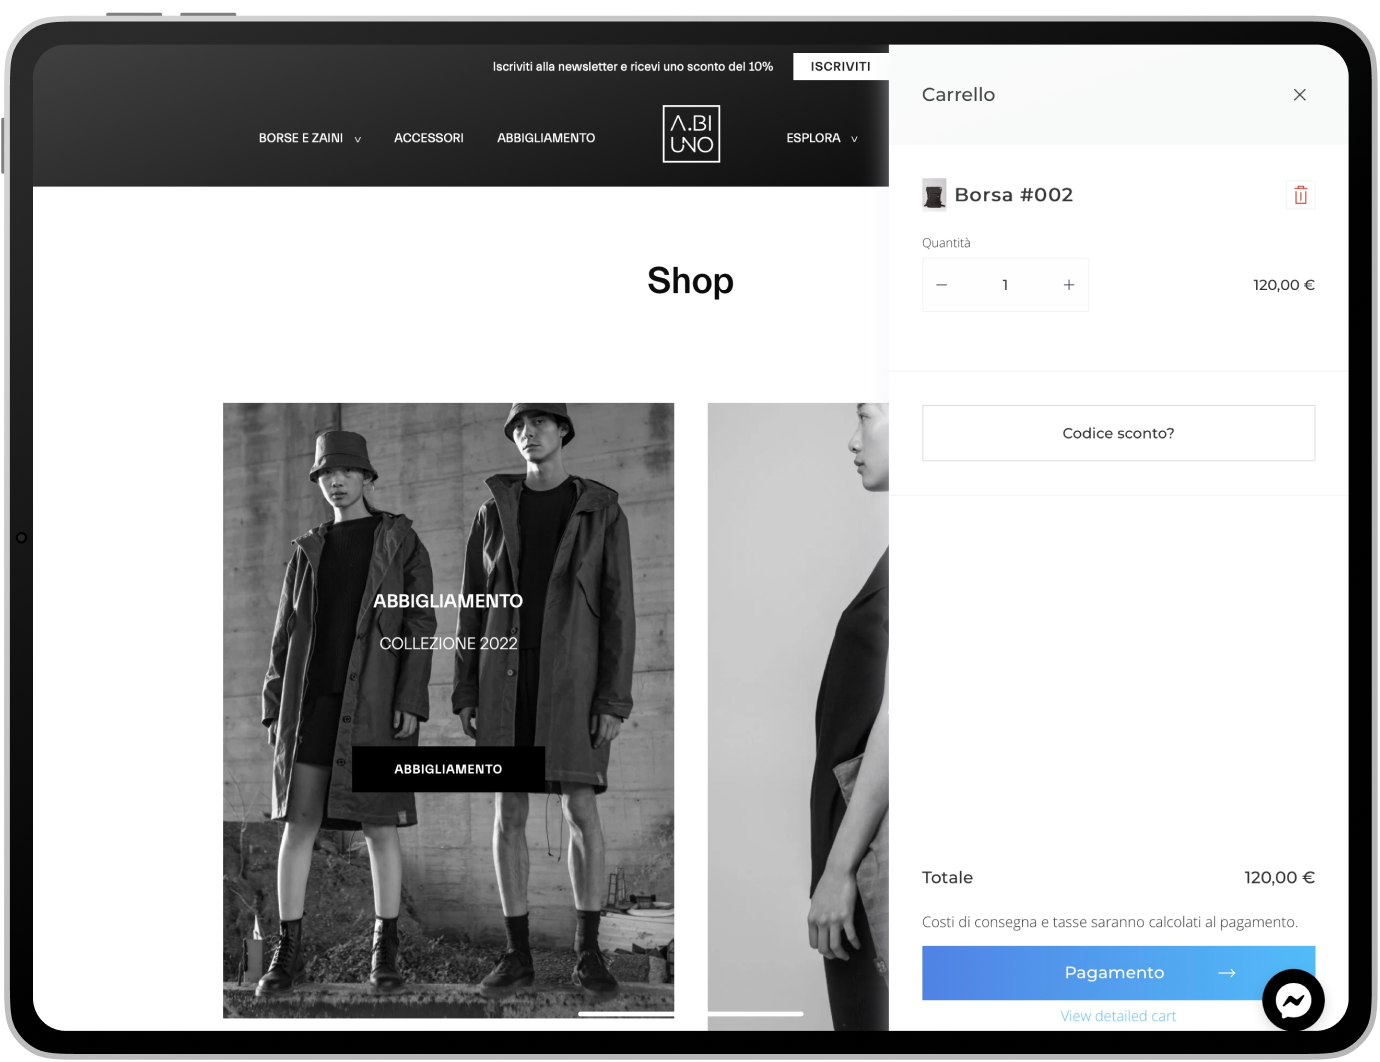 Iscriviti alla newsletter e ricevi uno sconto del 10%
ISCRIVITI
BORSE E ZAINI
ACCESSORI
ABBIGLIAMENTO
A.BI
UNO
ESPLORA
Shop
ABBIGLIAMENTO
COLLEZIONE 2022
ABBIGLIAMENTO
Carrello
Borsa #002
Quantità
− 1 +
120,00 €
Codice sconto?
Totale
120,00 €
Costi di consegna e tasse saranno calcolati al pagamento.
Pagamento →
View detailed cart